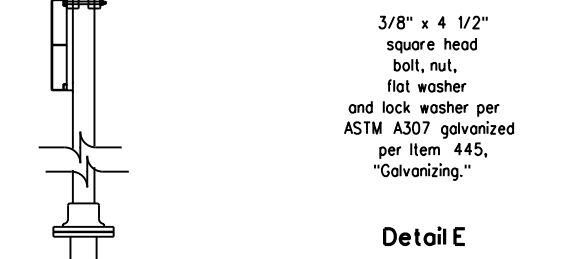 3/8" x 4 1/2"
square head
bolt, nut,
flat washer
and lock washer per
ASTM A307 galvanized
per Item 445,
"Galvanizing."
Detail E